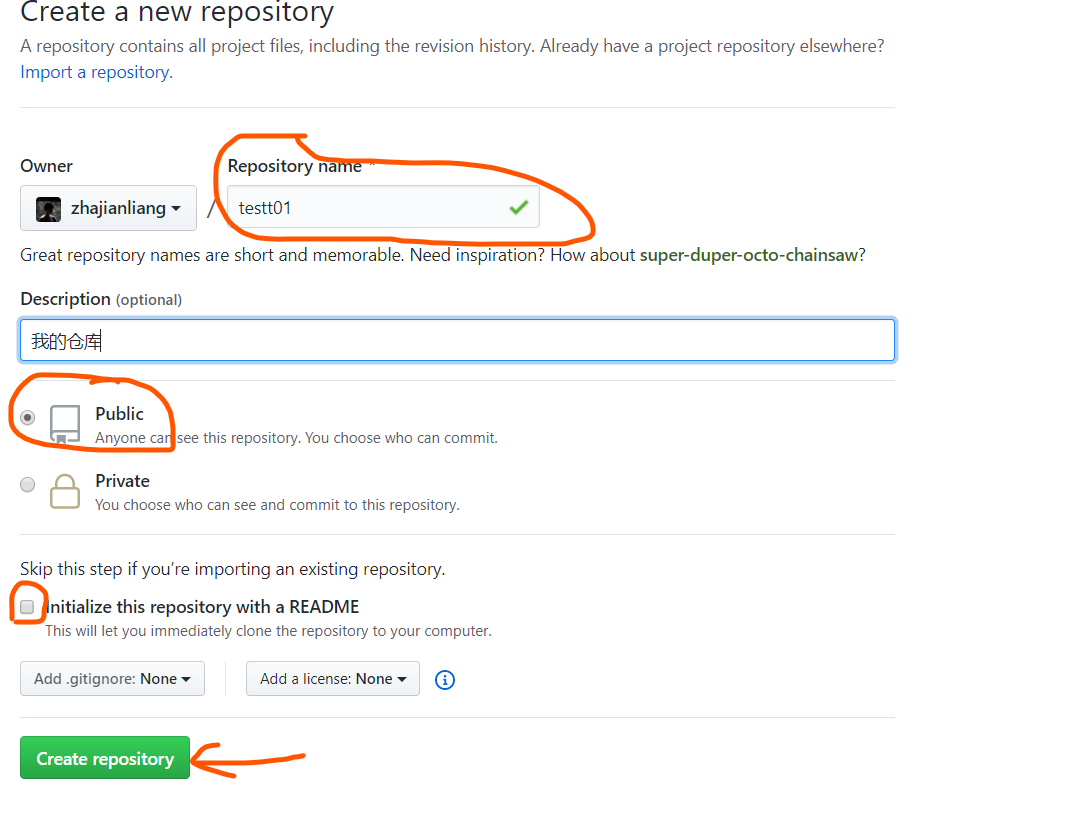 Create a new repository
A repository contains all project files, including the revision history. Already have a project repository elsewhere?
Import a repository.
Owner
Repository name *
zhajianliang
/
testt01
Great repository names are short and memorable. Need inspiration? How about super-duper-octo-chainsaw?
Description (optional)
我的仓库
Public
Anyone can see this repository. You choose who can commit.
Private
You choose who can see and commit to this repository.
Skip this step if you’re importing an existing repository.
Initialize this repository with a README
This will let you immediately clone the repository to your computer.
Add .gitignore: None
Add a license: None
Create repository